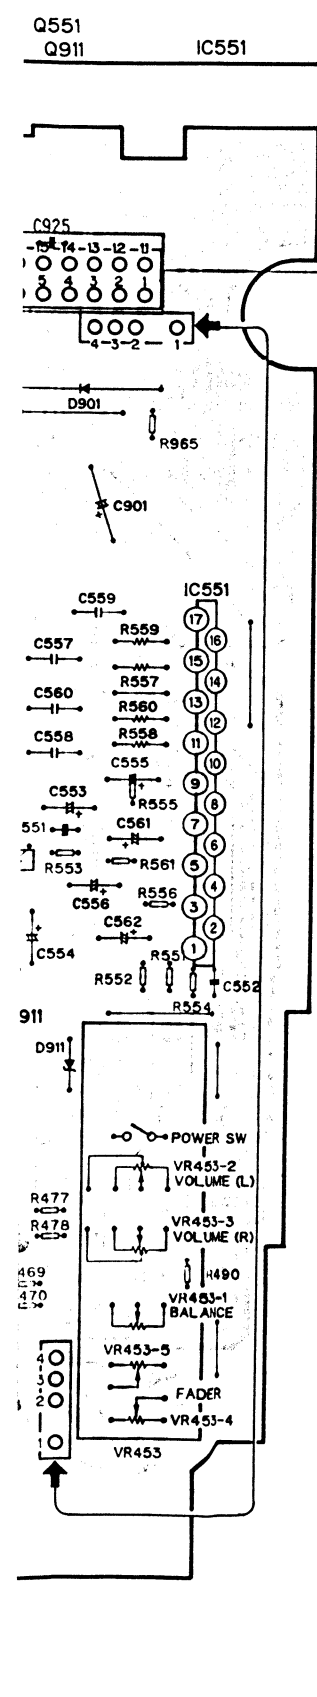 Q551
Q911 IC551
C925
-15-14-13-12-11
5 4 3 2 1
4-3-2 1
D901
R965
C901
IC551
C559
17
R559
16
C557
15
R557
14
C560
13
R560
12
C558
R558
11
10
C555
9
C553
R555
8
551
C561
7
6
R553
R561
5
C556
R556
4
3
C562
2
C554
1
R552
C552
R554
911
D911
POWER SW
VR453-2
VOLUME (L)
R477
VR453-3
R478
VOLUME (R)
469
R490
470
VR453-1
BALANCE
4
VR453-5
3
2
FADER
1
VR453-4
VR453